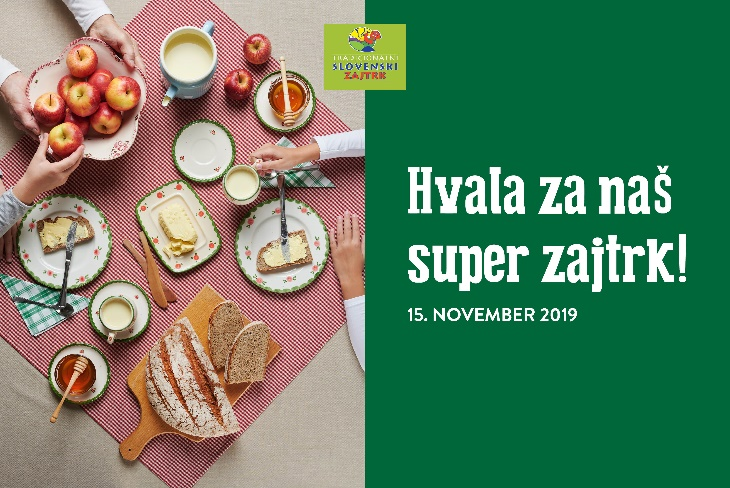 TRADICIONALNI
SLOVENSKI
ZAJTRK
Hvala za naš
super zajtrk!
15. NOVEMBER 2019